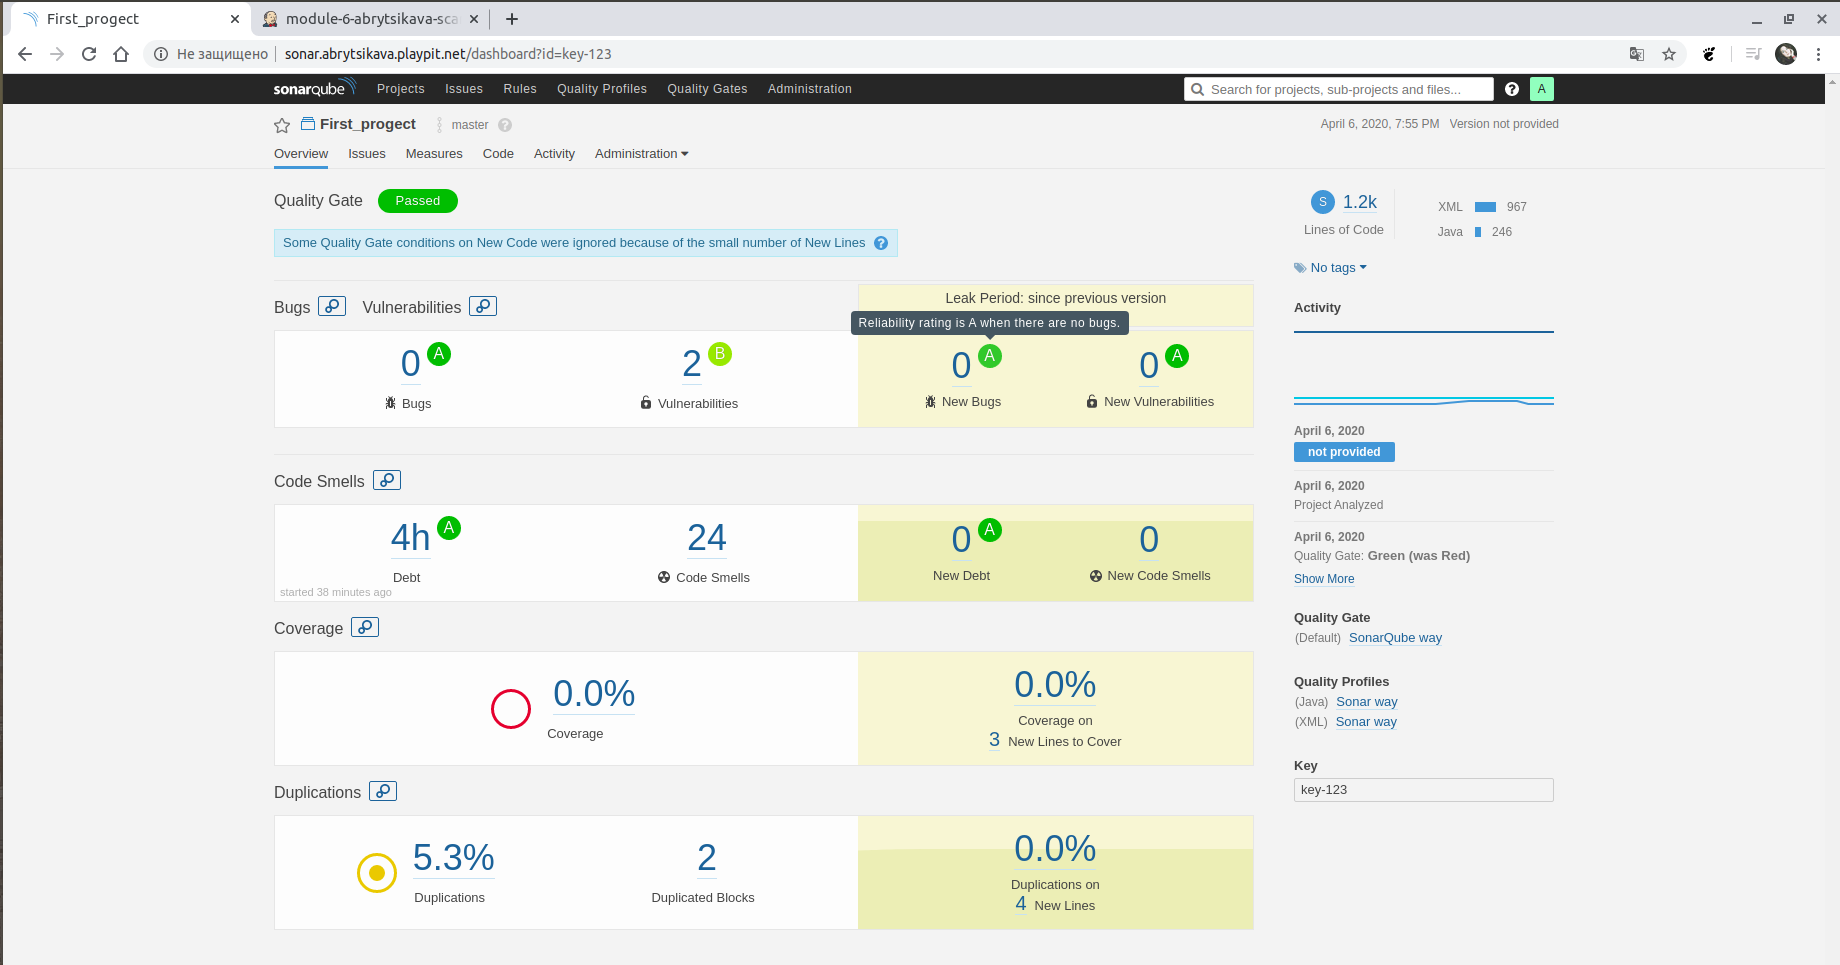 First_progect
module-6-abrytsikava-sca
Не защищено
sonar.abrytsikava.playpit.net/dashboard?id=key-123
sonarqube
Projects Issues Rules Quality Profiles Quality Gates Administration
Search for projects, sub-projects and files...
A
First_progect
master
April 6, 2020, 7:55 PM Version not provided
Overview Issues Measures Code Activity Administration
Quality Gate Passed
Some Quality Gate conditions on New Code were ignored because of the small number of New Lines
Bugs Vulnerabilities
Leak Period: since previous version
Reliability rating is A when there are no bugs.
0 A
Bugs
2 B
Vulnerabilities
0 A
New Bugs
0 A
New Vulnerabilities
Code Smells
4h A
Debt
started 38 minutes ago
24
Code Smells
0 A
New Debt
0
New Code Smells
Coverage
0.0%
Coverage
0.0%
Coverage on
3 New Lines to Cover
Duplications
5.3%
Duplications
2
Duplicated Blocks
0.0%
Duplications on
4 New Lines
S 1.2k
Lines of Code
XML 967
Java 246
No tags
Activity
April 6, 2020
not provided
April 6, 2020
Project Analyzed
April 6, 2020
Quality Gate: Green (was Red)
Show More
Quality Gate
(Default) SonarQube way
Quality Profiles
(Java) Sonar way
(XML) Sonar way
Key
key-123